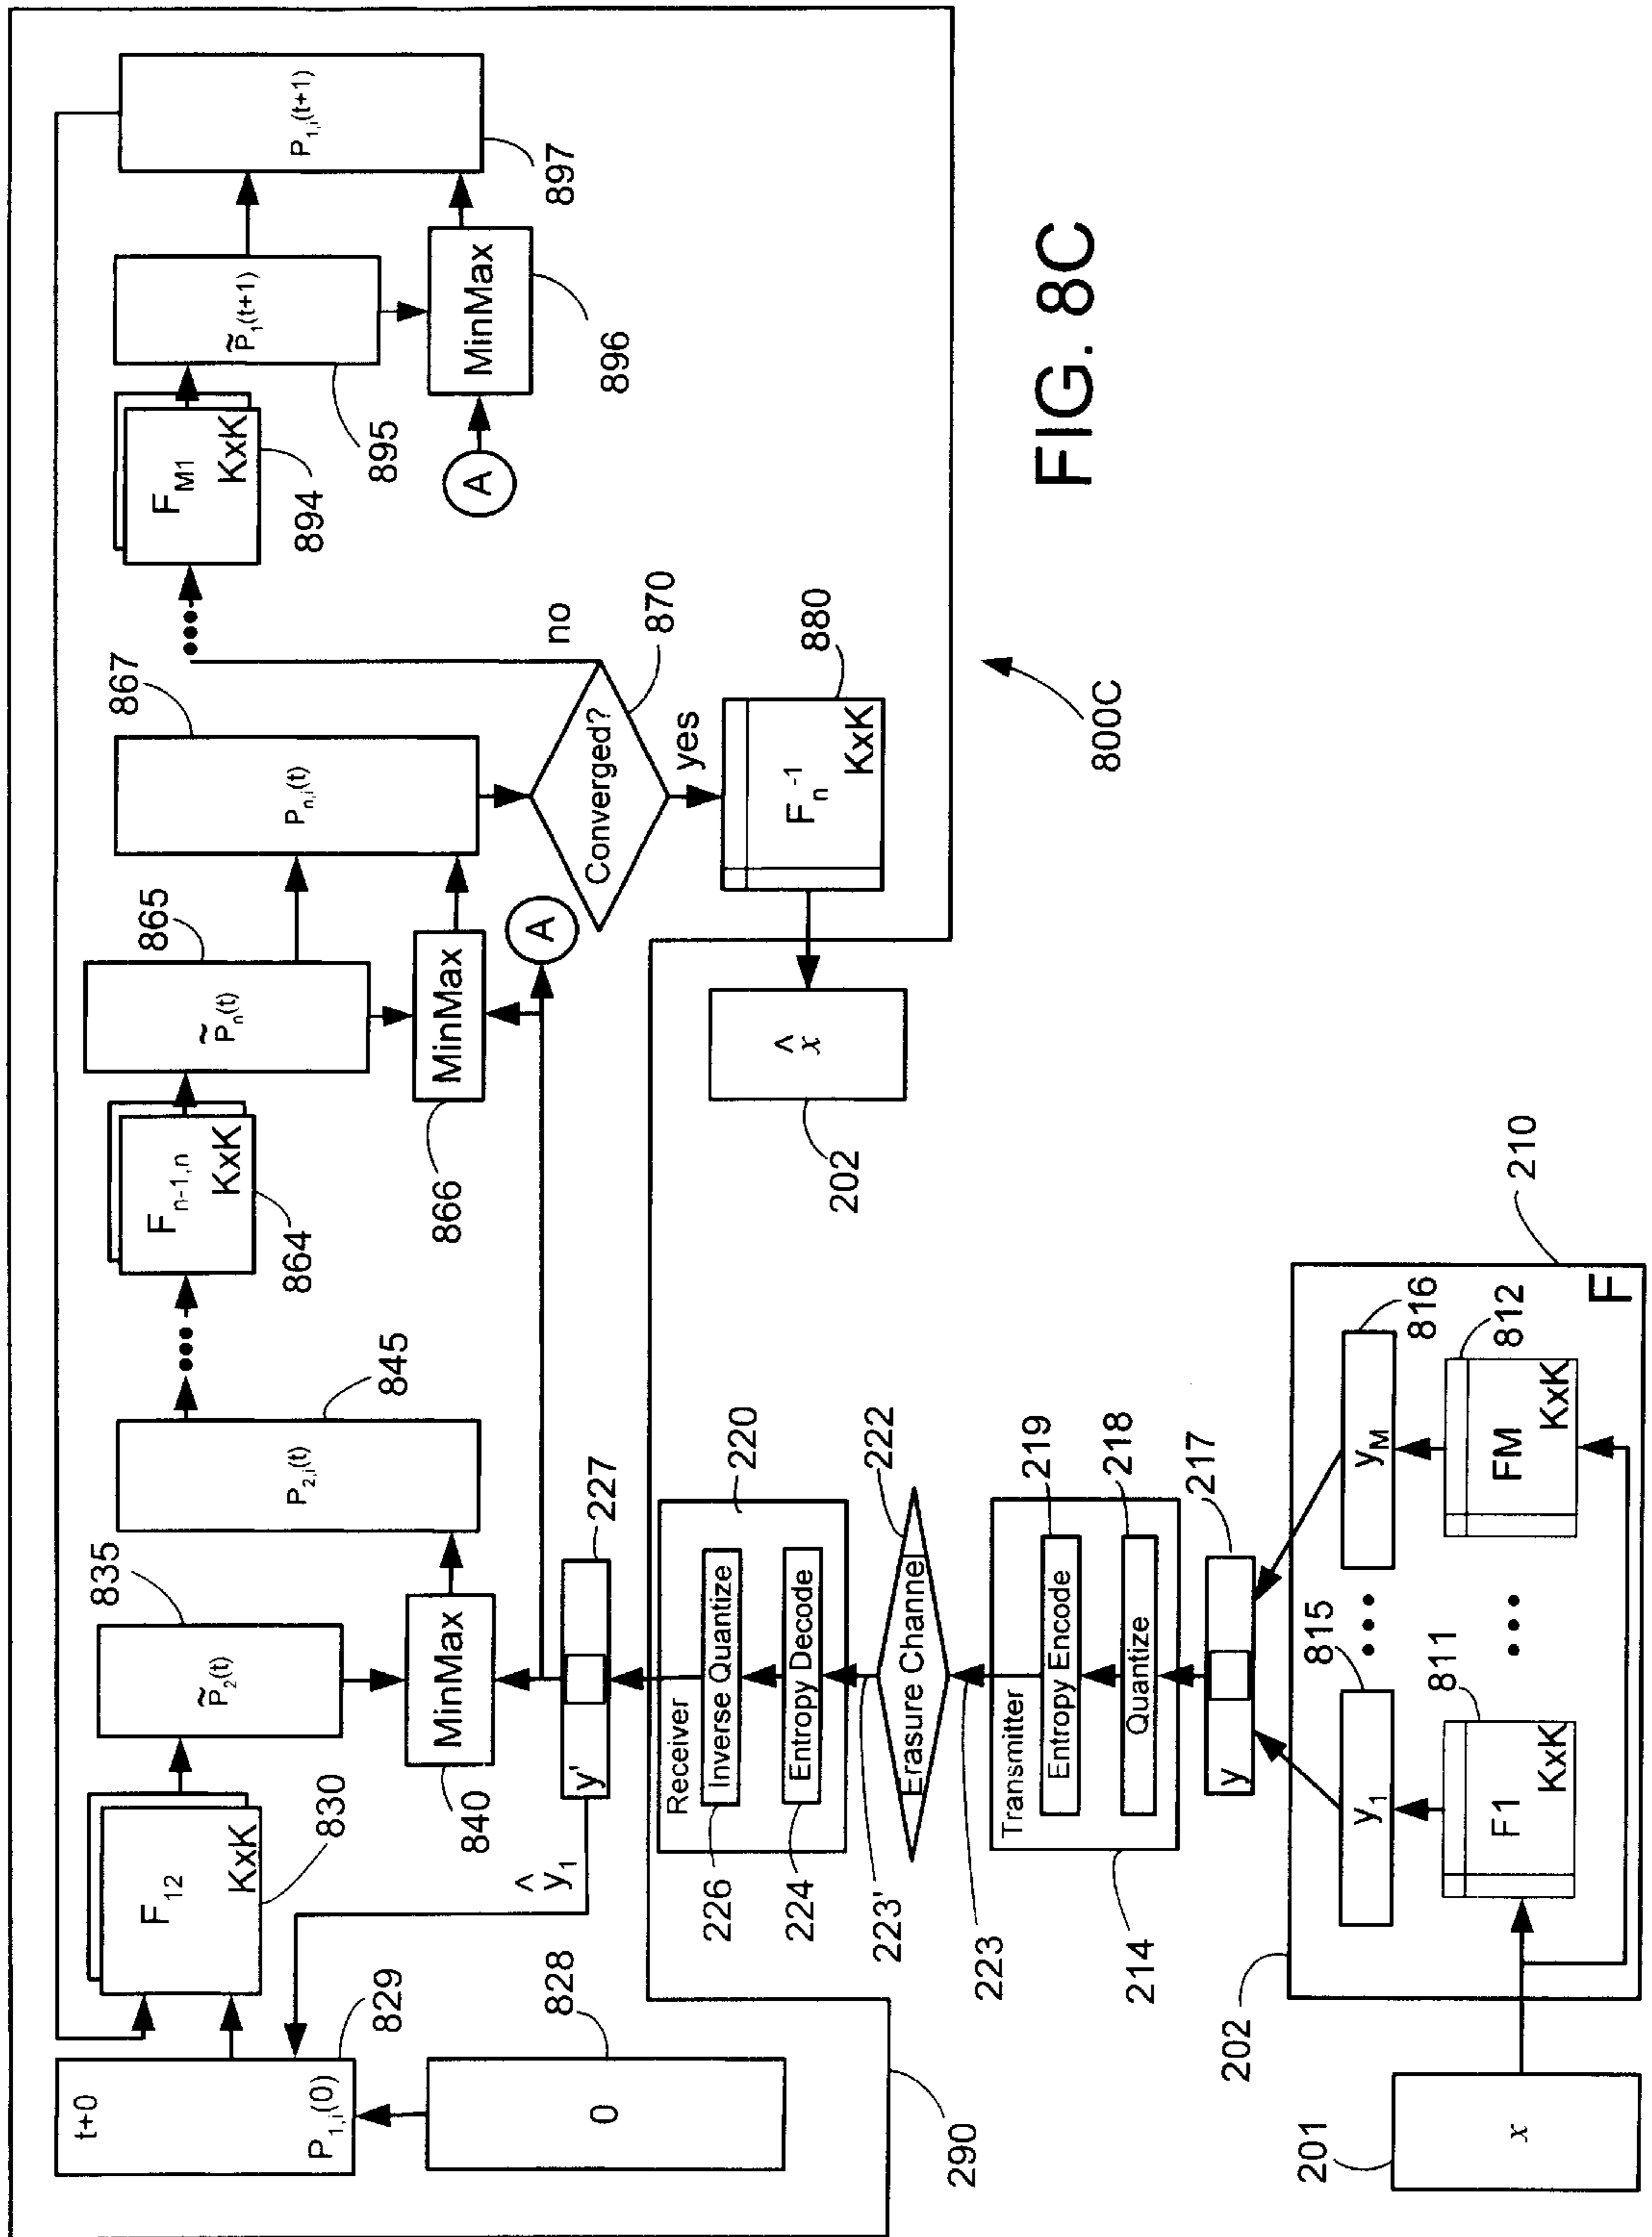 t+0
P1,i(0)
829
0
828
290
F12
KxK
830
P̃2(t)
835
MinMax
840
P2,i(t)
845
Fn-1,n
KxK
864
P̃n(t)
865
MinMax
866
A
Pn,i(t)
867
Converged?
870
no
yes
Fn-1
KxK
880
x̂
202
FM1
KxK
894
P̃1(t+1)
895
MinMax
896
A
P1,i(t+1)
897
ŷ1
y'
227
Receiver
Inverse Quantize
226
Entropy Decode
224
220
223'
Erasure Channel
222
223
Transmitter
Entropy Encode
219
Quantize
218
214
y
217
y1
815
yM
816
F1
KxK
811
FM
KxK
812
F
210
202
x
201
800C
FIG. 8C